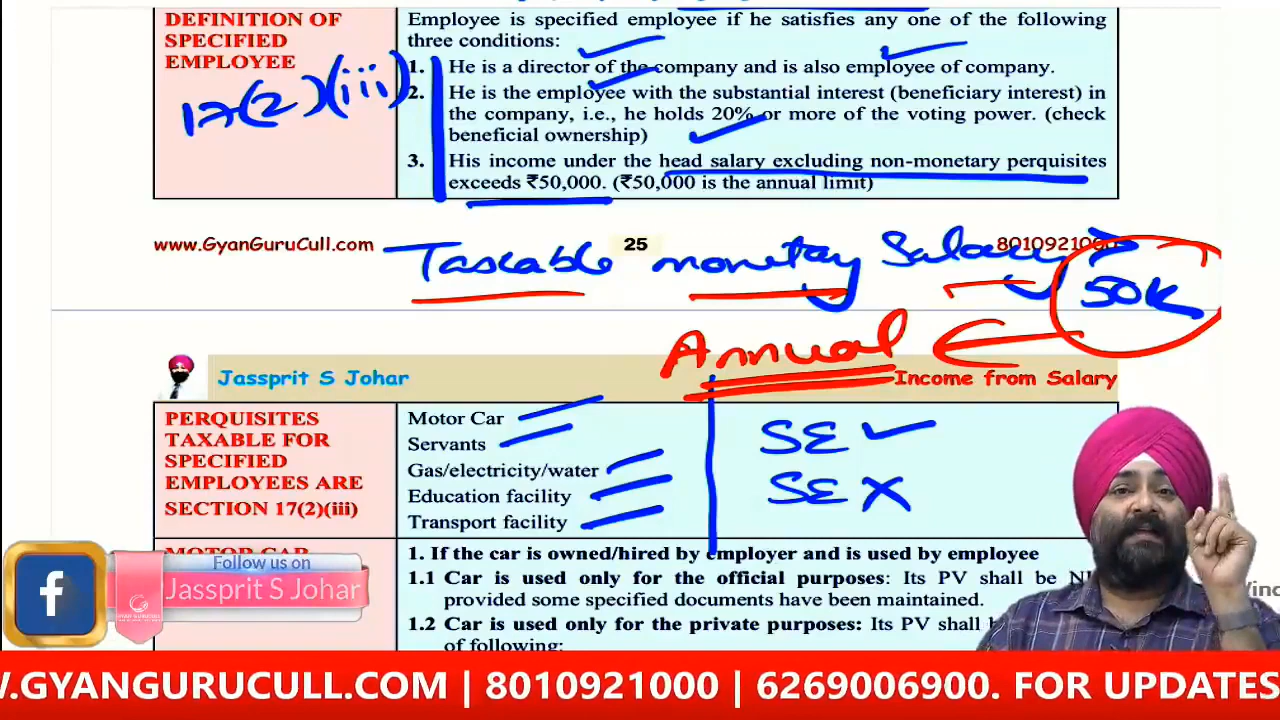 DEFINITION OF
SPECIFIED
EMPLOYEE
17(2)(iii)
Employee is specified employee if he satisfies any one of the following
three conditions:
1. He is a director of the company and is also employee of company.
2. He is the employee with the substantial interest (beneficiary interest) in
the company, i.e., he holds 20% or more of the voting power. (check
beneficial ownership)
3. His income under the head salary excluding non-monetary perquisites
exceeds ₹50,000. (₹50,000 is the annual limit)
www.GyanGuruCull.com 25 8010921000
Taxable monetary Salary > 50K
Annual
Jassprit S Johar Income from Salary
PERQUISITES
TAXABLE FOR
SPECIFIED
EMPLOYEES ARE
SECTION 17(2)(iii)
Motor Car
Servants
Gas/electricity/water
Education facility
Transport facility
SE ✓
SE X
MOTOR CAR
1. If the car is owned/hired by employer and is used by employee
1.1 Car is used only for the official purposes: Its PV shall be
provided some specified documents have been maintained.
1.2 Car is used only for the private purposes: Its PV shall
of following:
Follow us on
Jassprit S Johar
GYAN GURUCULL
W.GYANGURUCULL.COM | 8010921000 | 6269006900. FOR UPDATES